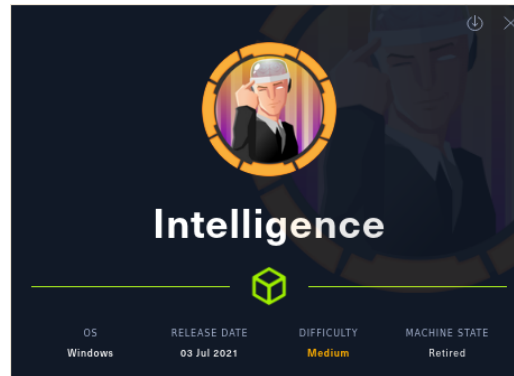 Intelligence
OS RELEASE DATE DIFFICULTY MACHINE STATE
Windows 03 Jul 2021 Medium Retired